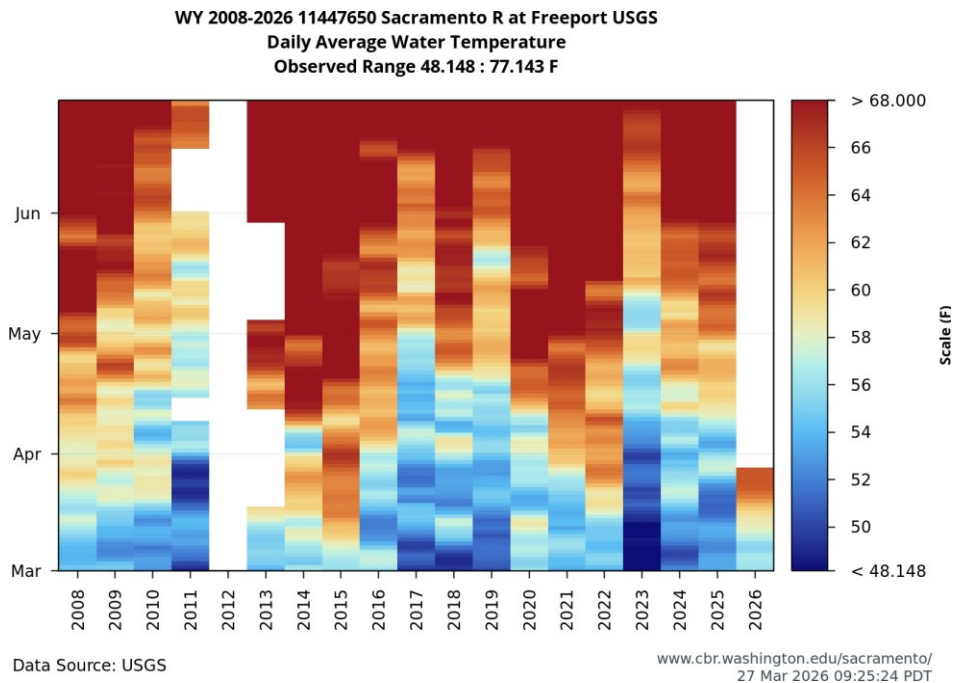 WY 2008-2026 11447650 Sacramento R at Freeport USGS
Daily Average Water Temperature
Observed Range 48.148 : 77.143 F
Jun
May
Apr
Mar
2008
2009
2010
2011
2012
2013
2014
2015
2016
2017
2018
2019
2020
2021
2022
2023
2024
2025
2026
> 68.000
66
64
62
60
58
56
54
52
50
< 48.148
Scale (F)
Data Source: USGS
www.cbr.washington.edu/sacramento/
27 Mar 2026 09:25:24 PDT